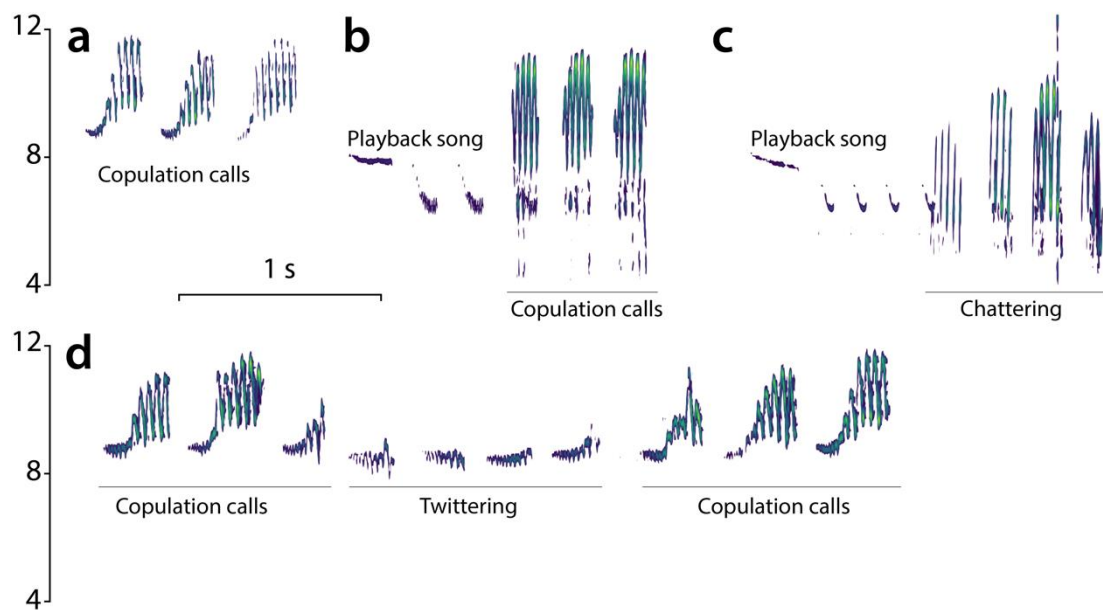 12
8
4
a
Copulation calls
1 s
b
Playback song
Copulation calls
c
Playback song
Chattering
12
8
4
d
Copulation calls
Twittering
Copulation calls